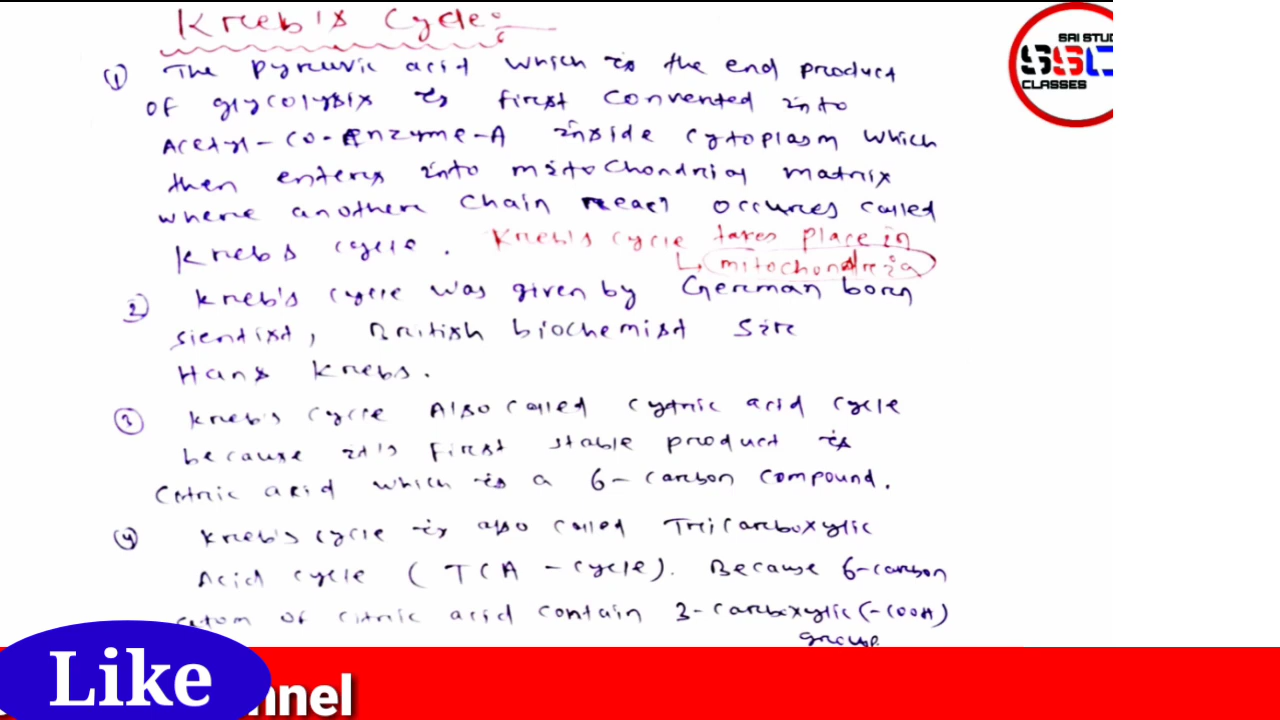 Kreb's Cycle:
SAI STUD
SSC
CLASSES
① The pyruvic acid which is the end product
of glycolysis is first converted into
Acetyl-Co-Enzyme-A inside cytoplasm which
then enters into mitochondrial matrix
where another chain react occures called
Krebs cycle. Kreb's cycle takes place in
↳ mitochondria
② Kreb's cycle was given by German born
sientist, British biochemist Sir
Hans Krebs.
③ Kreb's cycle Also called cytric acid cycle
because it's first stable product is
Citric acid which is a 6-carbon compound.
④ Kreb's cycle is also called Tricarboxylic
Acid cycle (TCA-cycle). Because 6-carbon
atom of citric acid contain 3-carboxylic (-COOH)
group.
Like
nnel